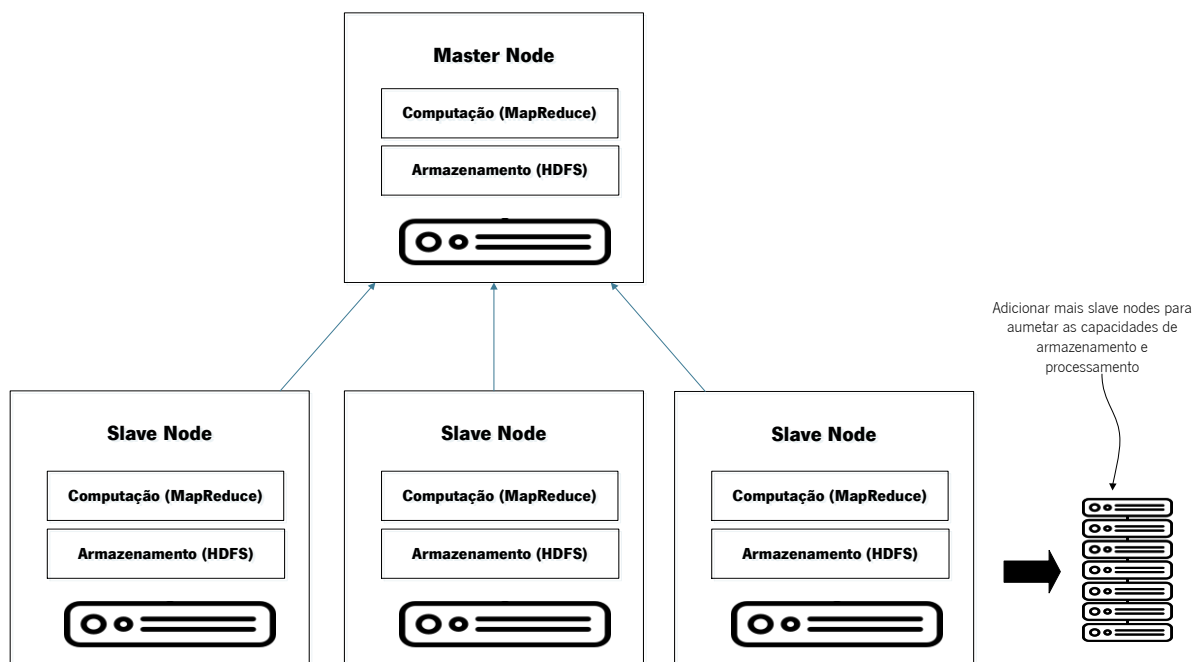 Master Node
Computação (MapReduce)
Armazenamento (HDFS)
Adicionar mais slave nodes para
aumetar as capacidades de
armazenamento e
processamento
Slave Node
Computação (MapReduce)
Armazenamento (HDFS)
Slave Node
Computação (MapReduce)
Armazenamento (HDFS)
Slave Node
Computação (MapReduce)
Armazenamento (HDFS)